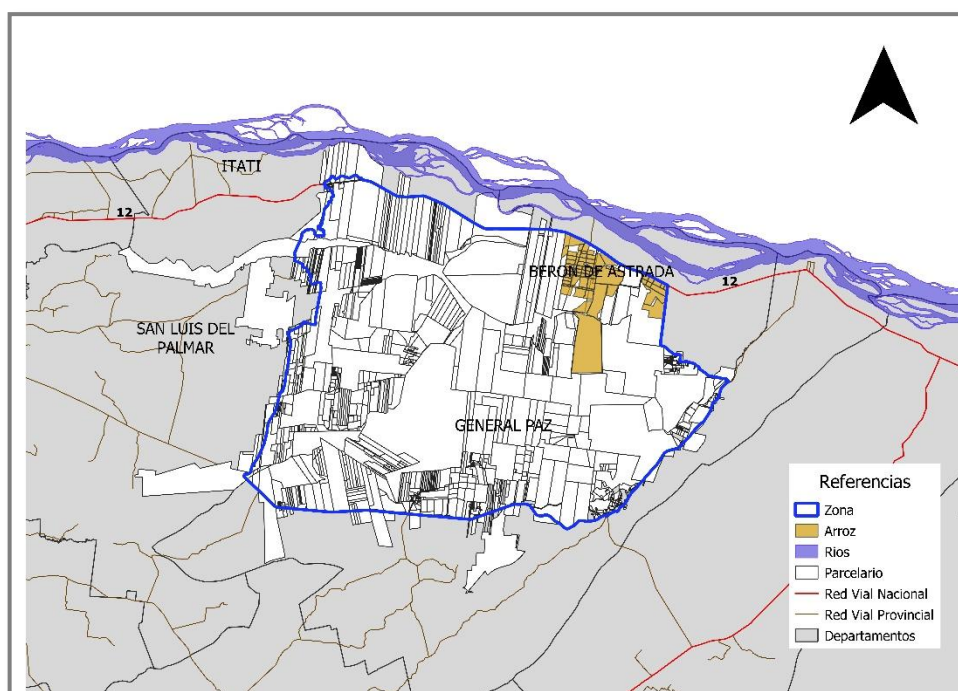 ITATI
12
BERON DE ASTRADA
12
SAN LUIS DEL
PALMAR
GENERAL PAZ
Referencias
Zona
Arroz
Rios
Parcelario
Red Vial Nacional
Red Vial Provincial
Departamentos